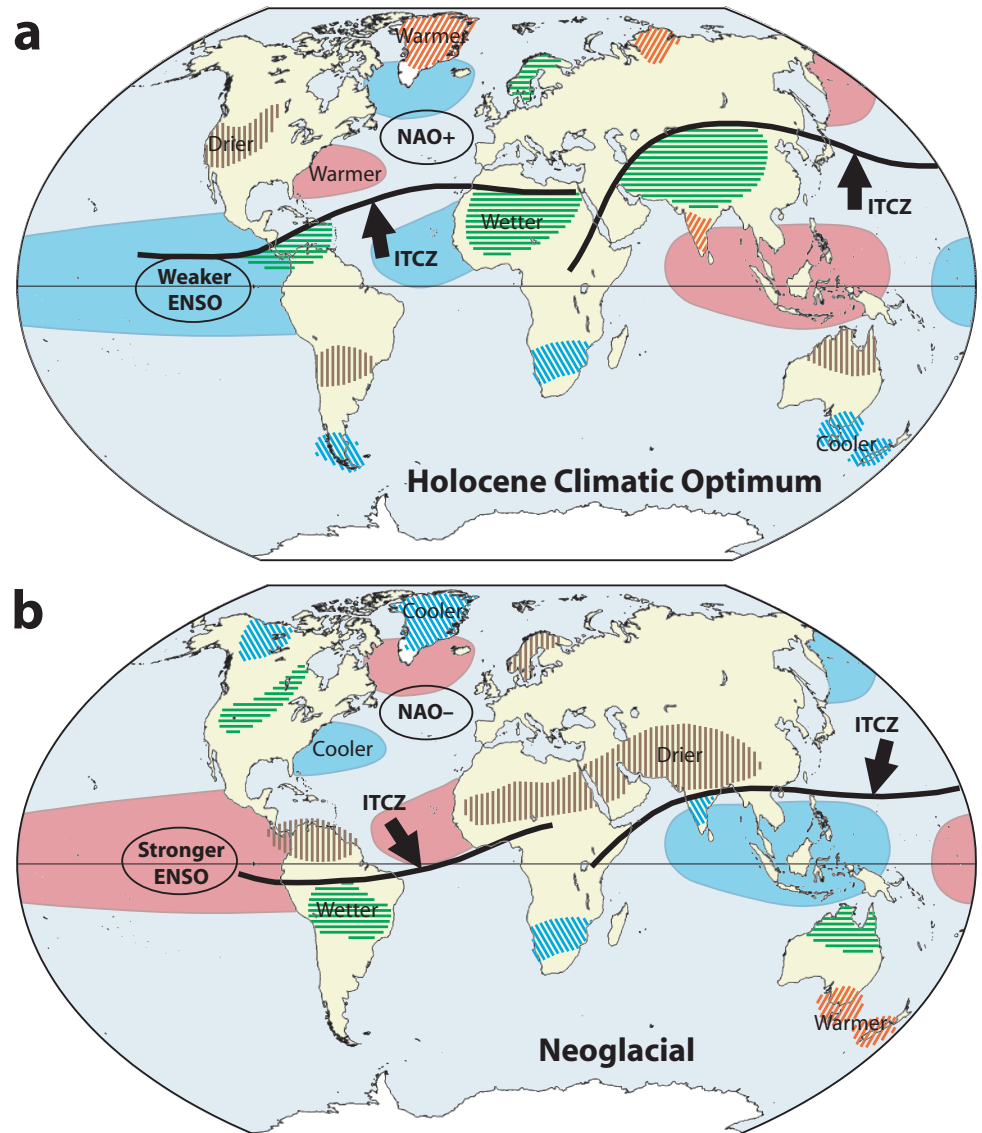 a
Warmer
NAO+
Drier
Warmer
ITCZ
Wetter
ITCZ
Weaker
ENSO
Cooler
Holocene Climatic Optimum
b
Cooler
NAO–
ITCZ
Cooler
Drier
ITCZ
Stronger
ENSO
Wetter
Warmer
Neoglacial